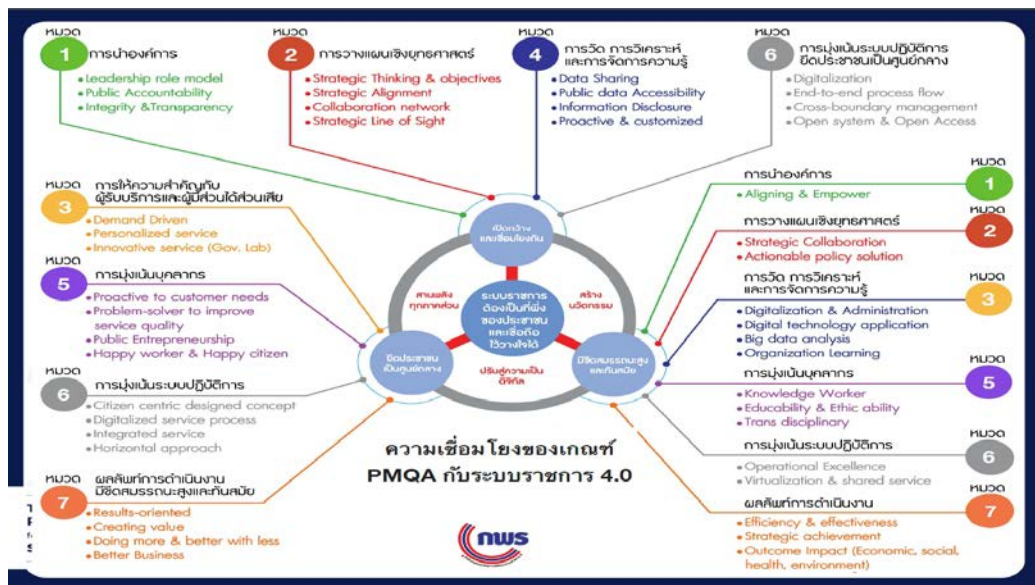 หมวด
1
การนำองค์การ
• Leadership role model
• Public Accountability
• Integrity &Transparency
หมวด
2
การวางแผนเชิงยุทธศาสตร์
• Strategic Thinking & objectives
• Strategic Alignment
• Collaboration network
• Strategic Line of Sight
หมวด
4
การวัด การวิเคราะห์
และการจัดการความรู้
• Data Sharing
• Public data Accessibility
• Information Disclosure
• Proactive & customized
หมวด
6
การมุ่งเน้นระบบปฏิบัติการ
ยึดประชาชนเป็นศูนย์กลาง
• Digitalization
• End-to-end process flow
• Cross-boundary management
• Open system & Open Access
หมวด
3
การให้ความสำคัญกับ
ผู้รับบริการและผู้มีส่วนได้ส่วนเสีย
• Demand Driven
• Personalized service
• Innovative service (Gov. Lab)
หมวด
5
การมุ่งเน้นบุคลากร
• Proactive to customer needs
• Problem-solver to improve
service quality
• Public Entrepreneurship
• Happy worker & Happy citizen
หมวด
6
การมุ่งเน้นระบบปฏิบัติการ
• Citizen centric designed concept
• Digitalized service process
• Integrated service
• Horizontal approach
หมวด
7
ผลลัพท์การดำเนินงาน
มีขีดสมรรถนะสูงและทันสมัย
• Results-oriented
• Creating value
• Doing more & better with less
• Better Business
เปิดกว้าง
และเชื่อมโยงกัน
สานพลัง
ทุกภาคส่วน
สร้าง
นวัตกรรม
ระบบราชการ
ต้องเป็นที่พึ่ง
ของประชาชน
และเชื่อถือ
ไว้วางใจได้
ยึดประชาชน
เป็นศูนย์กลาง
ปรับสู่ความเป็น
ดิจิทัล
มีขีดสมรรถนะสูง
และทันสมัย
ความเชื่อมโยงของเกณฑ์
PMQA กับระบบราชการ 4.0
กพร
หมวด
1
การนำองค์การ
• Aligning & Empower
หมวด
2
การวางแผนเชิงยุทธศาสตร์
• Strategic Collaboration
• Actionable policy solution
หมวด
3
การวัด การวิเคราะห์
และการจัดการความรู้
• Digitalization & Administration
• Digital technology application
• Big data analysis
• Organization Learning
หมวด
5
การมุ่งเน้นบุคลากร
• Knowledge Worker
• Educability & Ethic ability
• Trans disciplinary
หมวด
6
การมุ่งเน้นระบบปฏิบัติการ
• Operational Excellence
• Virtualization & shared service
หมวด
7
ผลลัพท์การดำเนินงาน
• Efficiency & effectiveness
• Strategic achievement
• Outcome Impact (Economic, social,
health, environment)